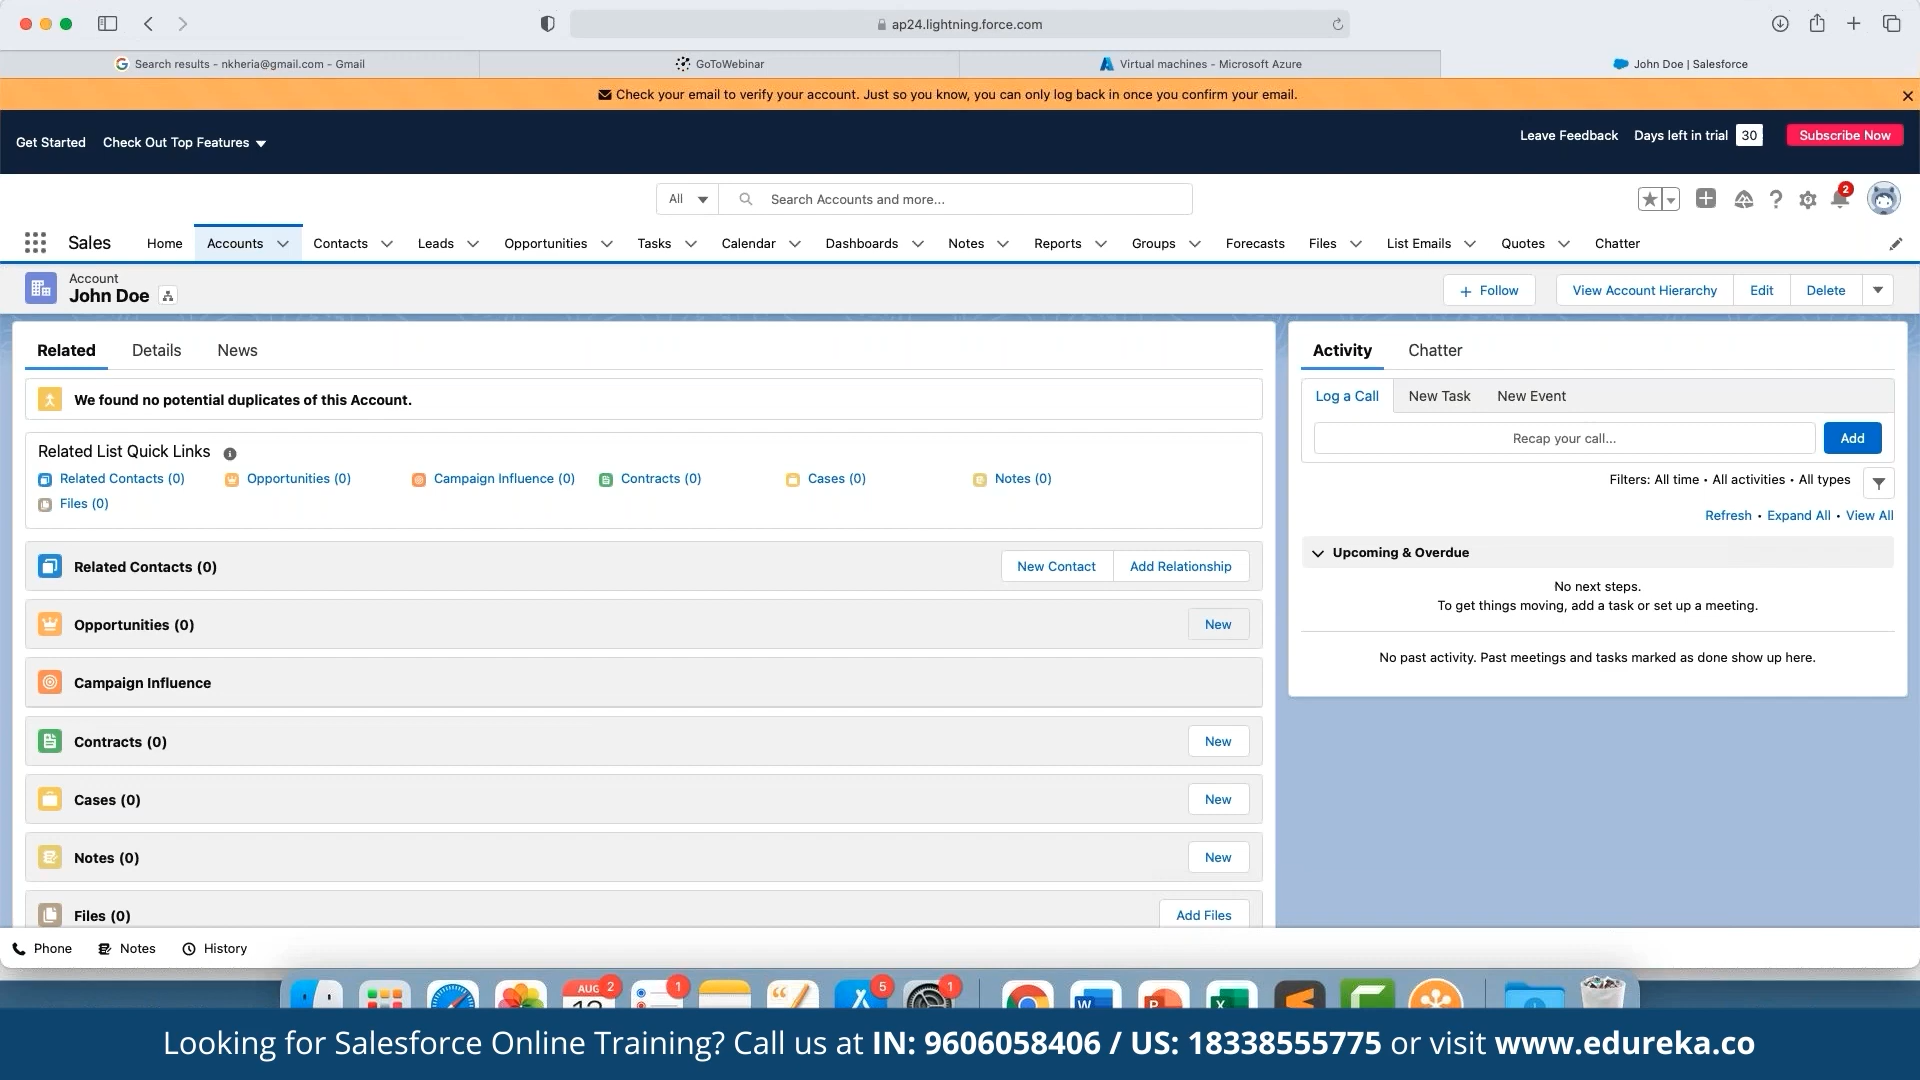 ap24.lightning.force.com
Search results - nkheria@gmail.com - Gmail
GoToWebinar
Virtual machines - Microsoft Azure
John Doe | Salesforce
Check your email to verify your account. Just so you know, you can only log back in once you confirm your email.
Get Started
Check Out Top Features
Leave Feedback
Days left in trial 30
Subscribe Now
All
Search Accounts and more...
2
Sales
Home
Accounts
Contacts
Leads
Opportunities
Tasks
Calendar
Dashboards
Notes
Reports
Groups
Forecasts
Files
List Emails
Quotes
Chatter
Account
John Doe
Follow
View Account Hierarchy
Edit
Delete
Related
Details
News
We found no potential duplicates of this Account.
Related List Quick Links
Related Contacts (0)
Opportunities (0)
Campaign Influence (0)
Contracts (0)
Cases (0)
Notes (0)
Files (0)
Related Contacts (0)
New Contact
Add Relationship
Opportunities (0)
New
Campaign Influence
Contracts (0)
New
Cases (0)
New
Notes (0)
New
Files (0)
Add Files
Activity
Chatter
Log a Call
New Task
New Event
Recap your call...
Add
Filters: All time • All activities • All types
Refresh • Expand All • View All
Upcoming & Overdue
No next steps.
To get things moving, add a task or set up a meeting.
No past activity. Past meetings and tasks marked as done show up here.
Phone
Notes
History
AUG
2
1
5
1
W
P
X
Looking for Salesforce Online Training? Call us at IN: 9606058406 / US: 18338555775 or visit www.edureka.co